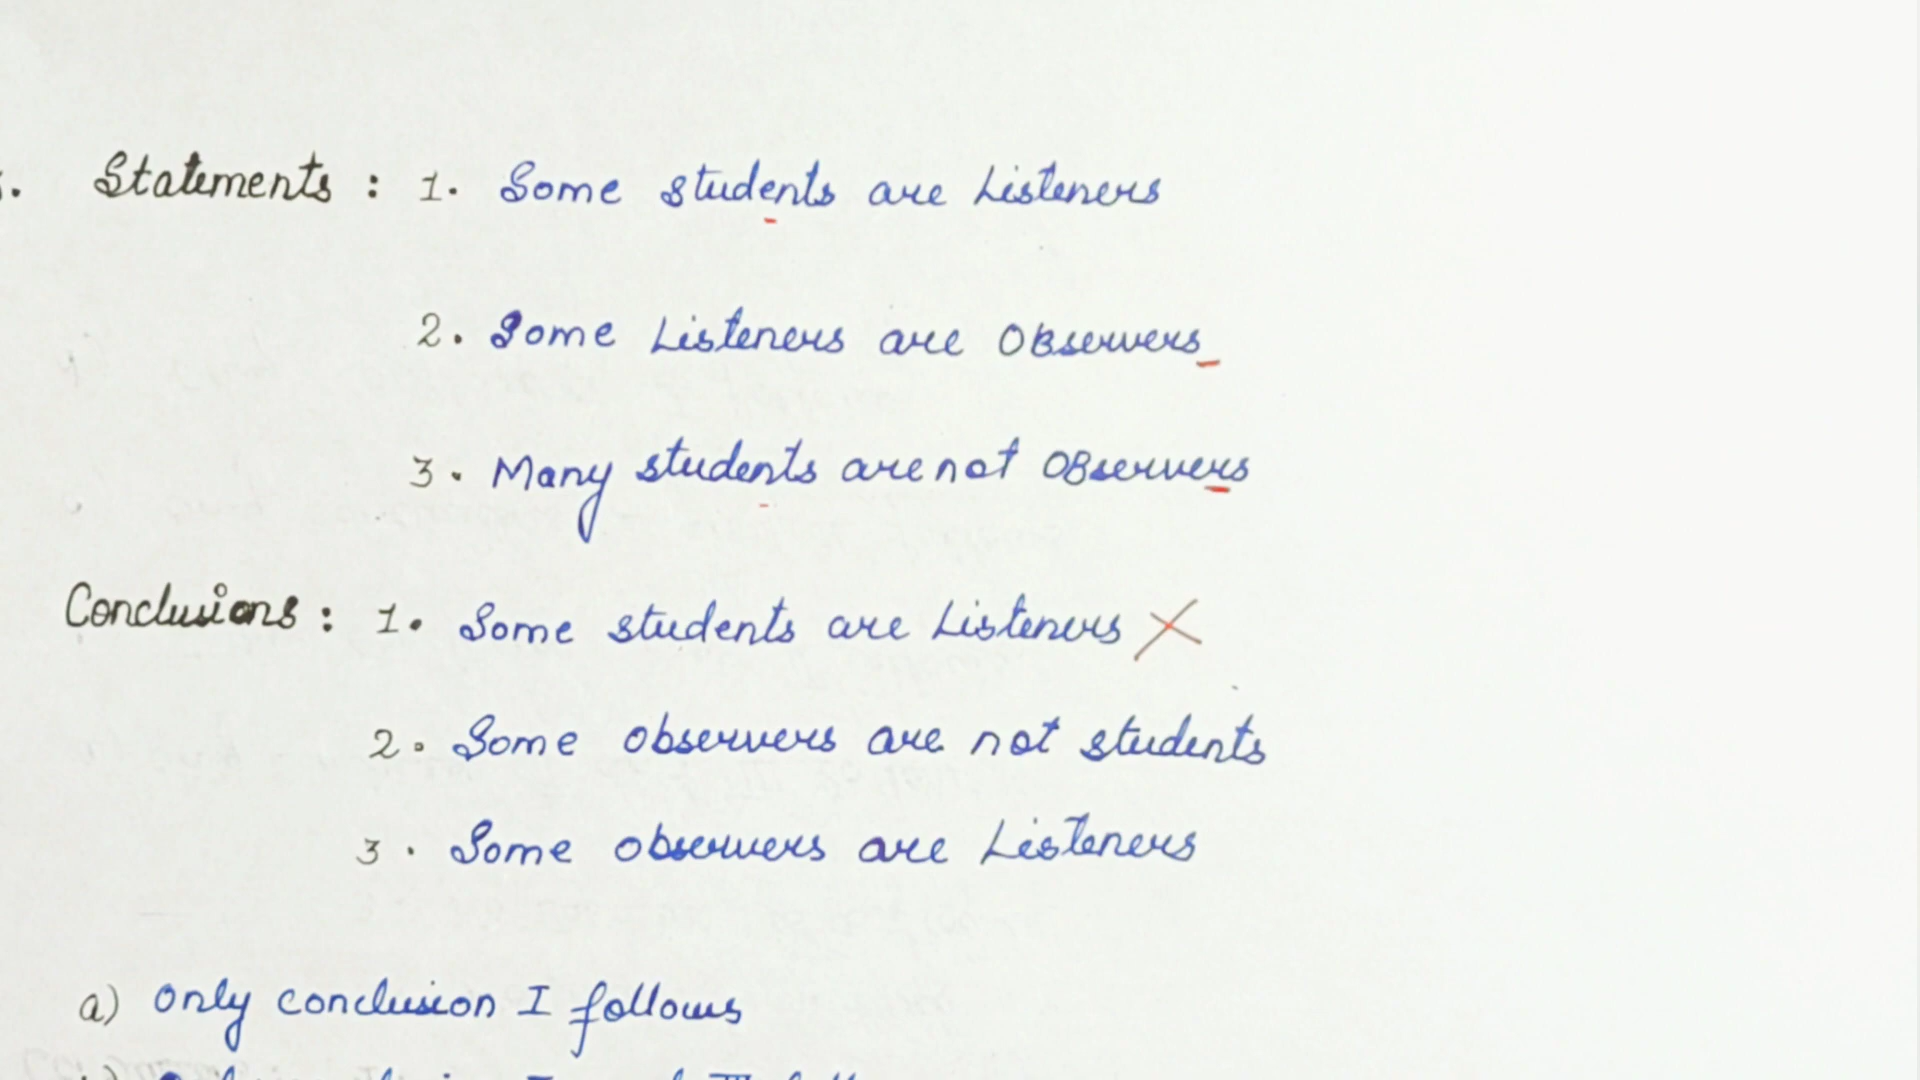 Statements : 1. Some students are Listeners
2. Some Listeners are Observers
3. Many students are not Observers
Conclusions : 1. Some students are Listeners
2. Some observers are not students
3. Some observers are Listeners
a) Only conclusion I follows